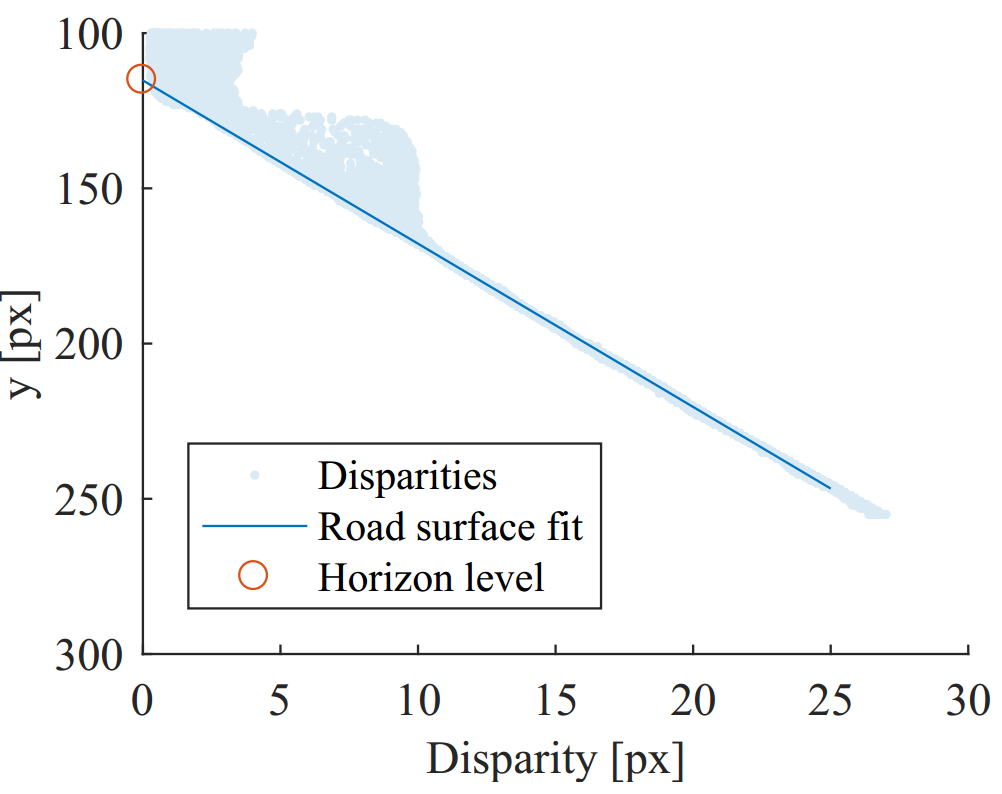 100
150
200
250
300
y [px]
Disparities
Road surface fit
Horizon level
0 5 10 15 20 25 30
Disparity [px]